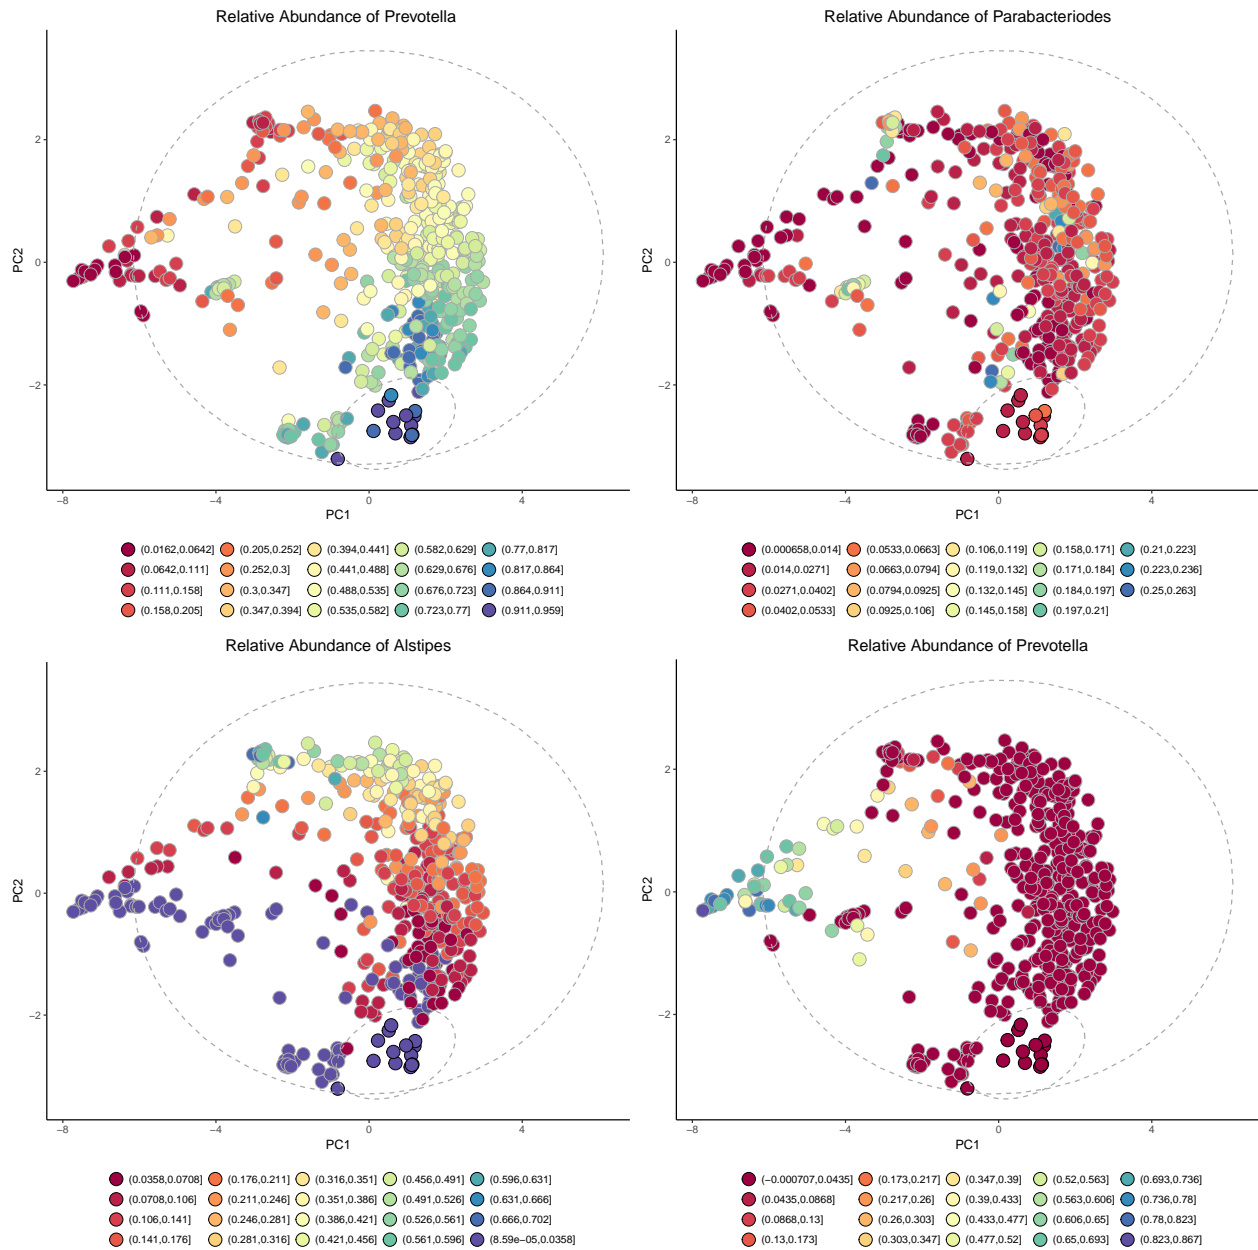 Relative Abundance of Prevotella
2
0
−2
PC2
−8
−4
0
4
PC1
(0.0162,0.0642] (0.205,0.252] (0.394,0.441] (0.582,0.629] (0.77,0.817]
(0.0642,0.111] (0.252,0.3] (0.441,0.488] (0.629,0.676] (0.817,0.864]
(0.111,0.158] (0.3,0.347] (0.488,0.535] (0.676,0.723] (0.864,0.911]
(0.158,0.205] (0.347,0.394] (0.535,0.582] (0.723,0.77] (0.911,0.959]
Relative Abundance of Parabacteriodes
2
0
−2
PC2
−8
−4
0
4
PC1
(0.000658,0.014] (0.0533,0.0663] (0.106,0.119] (0.158,0.171] (0.21,0.223]
(0.014,0.0271] (0.0663,0.0794] (0.119,0.132] (0.171,0.184] (0.223,0.236]
(0.0271,0.0402] (0.0794,0.0925] (0.132,0.145] (0.184,0.197] (0.25,0.263]
(0.0402,0.0533] (0.0925,0.106] (0.145,0.158] (0.197,0.21]
Relative Abundance of Alstipes
2
0
−2
PC2
−8
−4
0
4
PC1
(0.0358,0.0708] (0.176,0.211] (0.316,0.351] (0.456,0.491] (0.596,0.631]
(0.0708,0.106] (0.211,0.246] (0.351,0.386] (0.491,0.526] (0.631,0.666]
(0.106,0.141] (0.246,0.281] (0.386,0.421] (0.526,0.561] (0.666,0.702]
(0.141,0.176] (0.281,0.316] (0.421,0.456] (0.561,0.596] (8.59e−05,0.0358]
Relative Abundance of Prevotella
2
0
−2
PC2
−8
−4
0
4
PC1
(−0.000707,0.0435] (0.173,0.217] (0.347,0.39] (0.52,0.563] (0.693,0.736]
(0.0435,0.0868] (0.217,0.26] (0.39,0.433] (0.563,0.606] (0.736,0.78]
(0.0868,0.13] (0.26,0.303] (0.433,0.477] (0.606,0.65] (0.78,0.823]
(0.13,0.173] (0.303,0.347] (0.477,0.52] (0.65,0.693] (0.823,0.867]